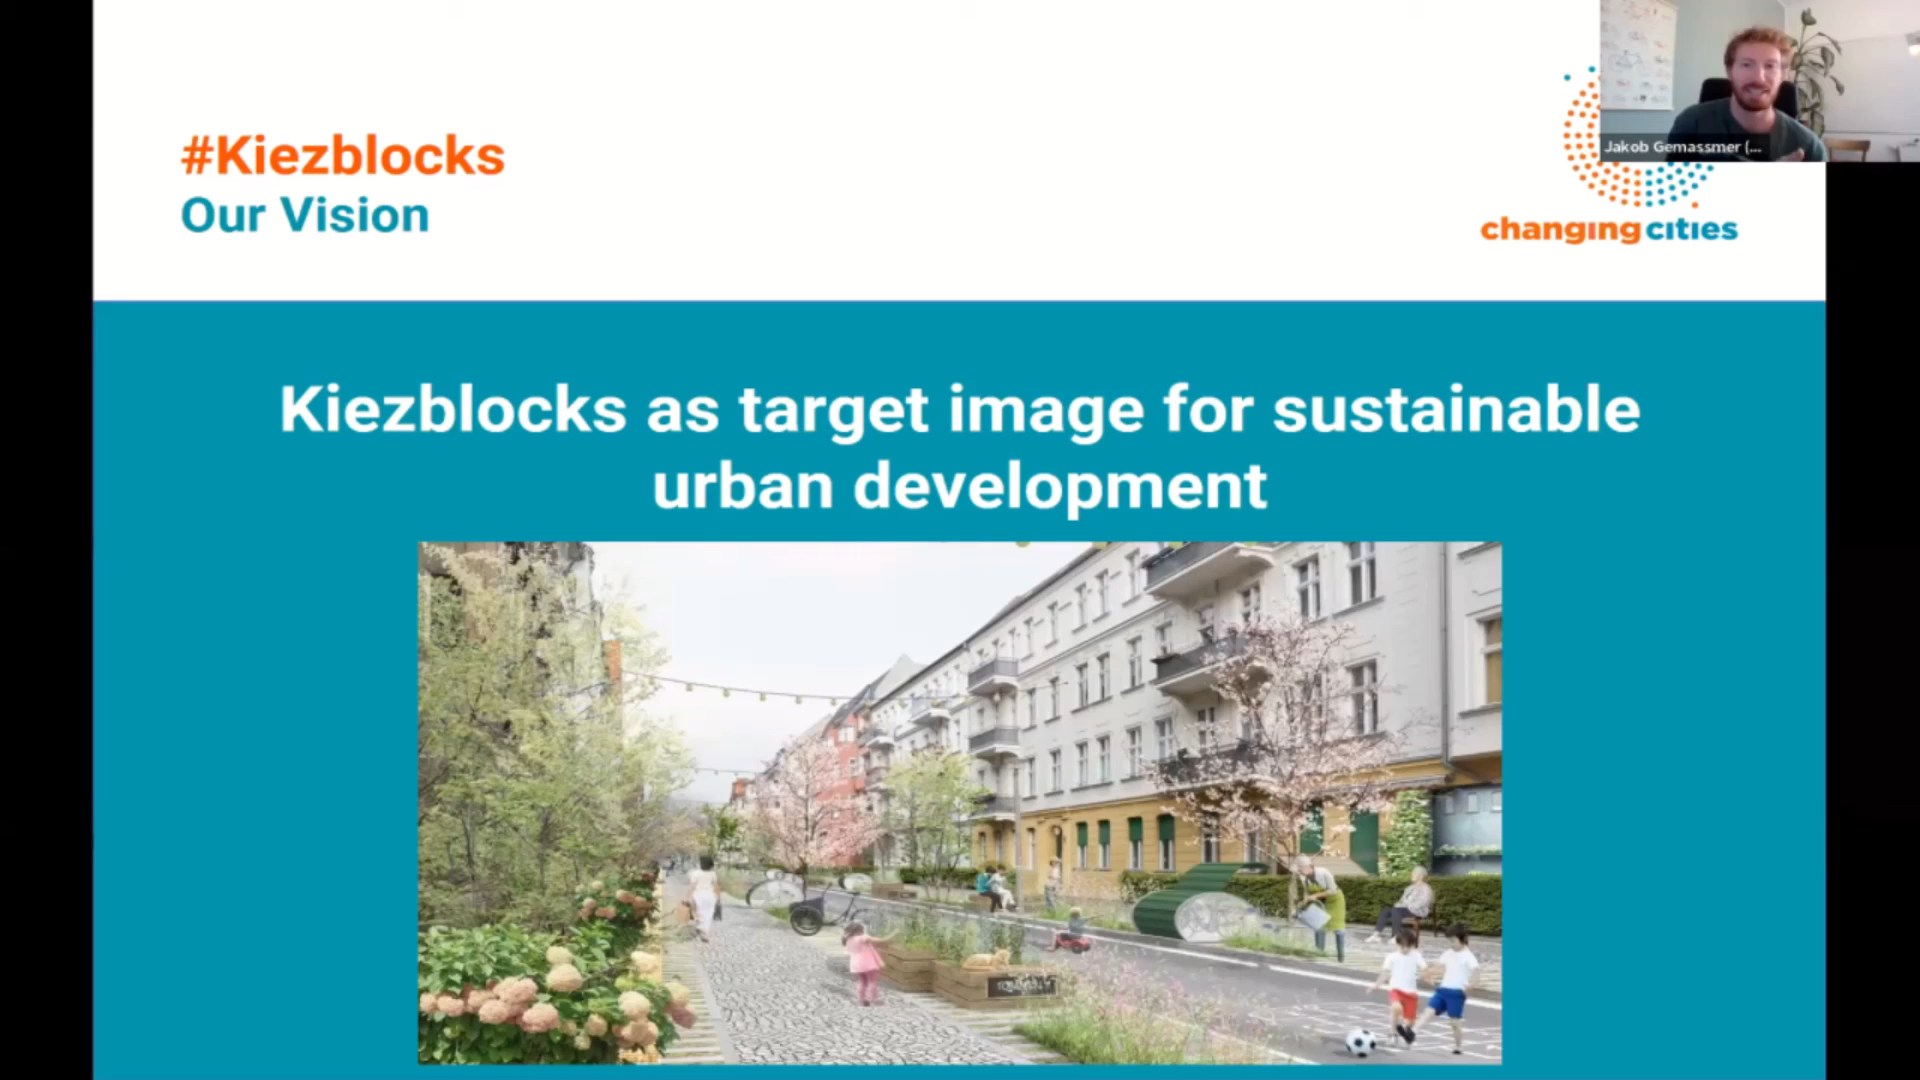 #Kiezblocks
Our Vision
Jakob Gemassmer (...
changing cities
Kiezblocks as target image for sustainable
urban development